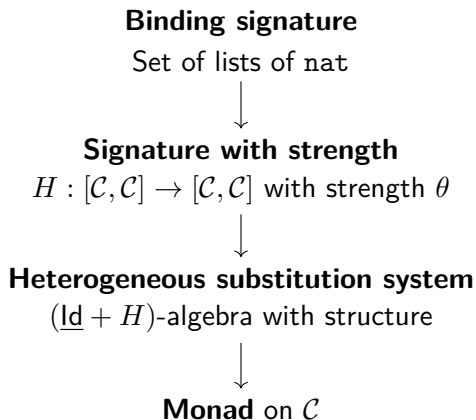 Binding signature
Set of lists of nat
Signature with strength
H : [C, C] → [C, C] with strength θ
Heterogeneous substitution system
(Id + H)-algebra with structure
Monad on C